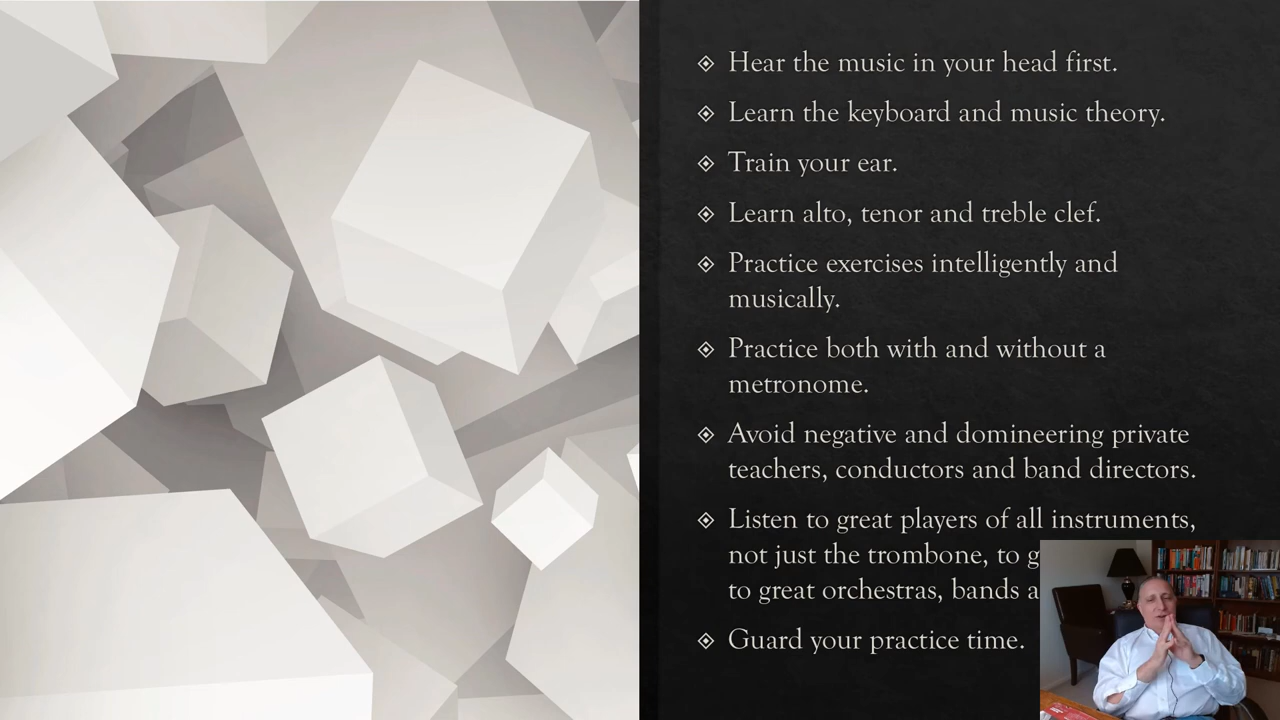 Hear the music in your head first.
Learn the keyboard and music theory.
Train your ear.
Learn alto, tenor and treble clef.
Practice exercises intelligently and
musically.
Practice both with and without a
metronome.
Avoid negative and domineering private
teachers, conductors and band directors.
Listen to great players of all instruments,
not just the trombone, to
to great orchestras, bands
Guard your practice time.